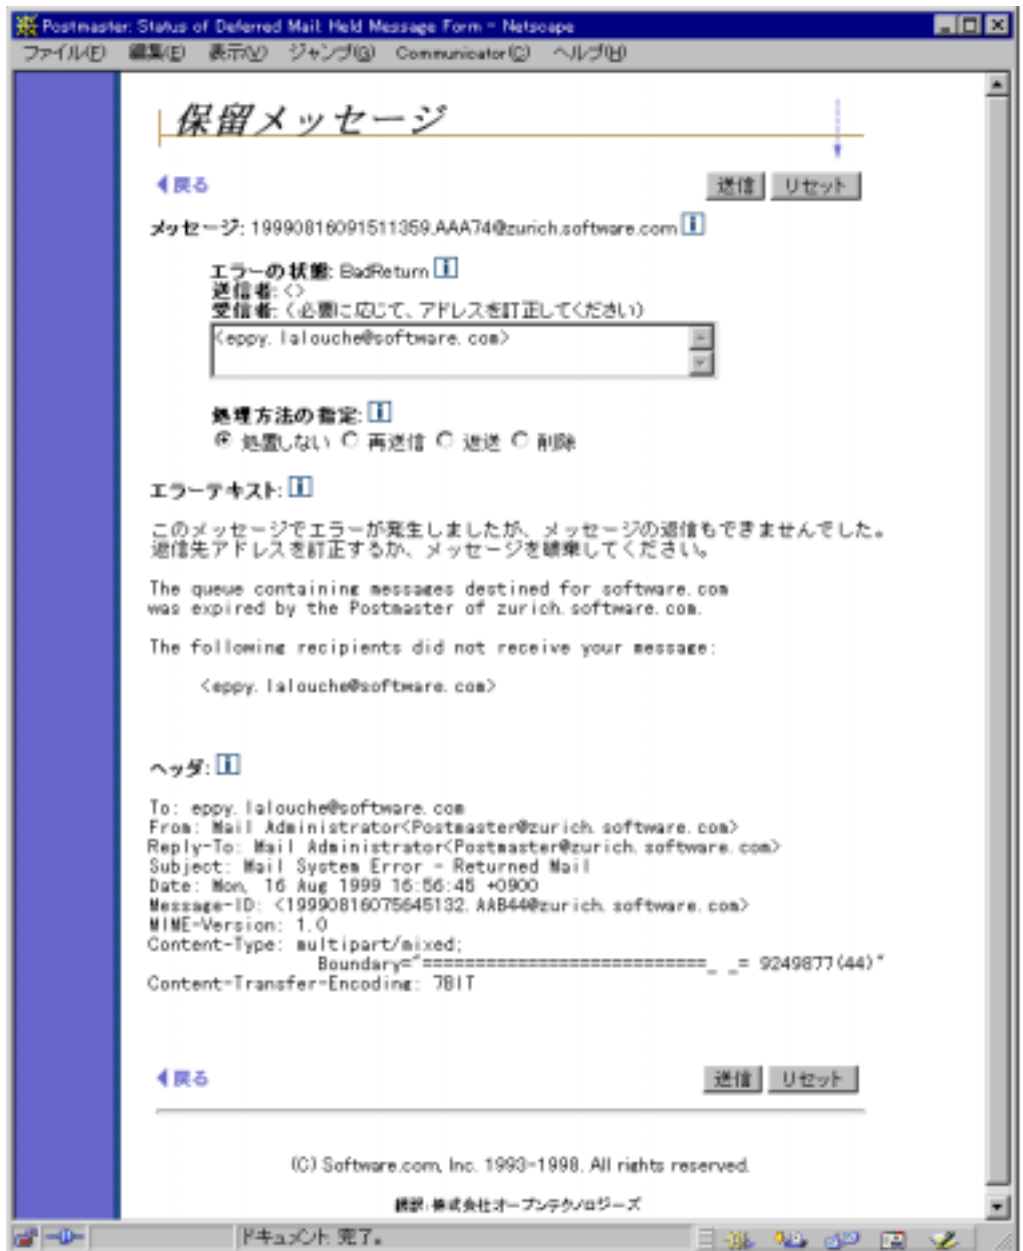 Postmaster: Status of Deferred Mail: Held Message Form - Netscape
ファイル(F) 編集(E) 表示(V) ジャンプ(G) Communicator(C) ヘルプ(H)
保留メッセージ
戻る 送信 リセット
メッセージ: 19990816091511359.AAA74@zurich.software.com
エラーの状態: BadReturn
送信者: <>
受信者: (必要に応じて、アドレスを訂正してください)
<eppy.lalouche@software.com>
処理方法の指定:
処置しない 再送信 返送 削除
エラーテキスト:
このメッセージでエラーが発生しましたが、メッセージの返信もできませんでした。
返信先アドレスを訂正するか、メッセージを破棄してください。
The queue containing messages destined for software.com
was expired by the Postmaster of zurich.software.com.
The following recipients did not receive your message:
<eppy.lalouche@software.com>
ヘッダ:
To: eppy.lalouche@software.com
From: Mail Administrator<Postmaster@zurich.software.com>
Reply-To: Mail Administrator<Postmaster@zurich.software.com>
Subject: Mail System Error - Returned Mail
Date: Mon, 16 Aug 1999 16:56:45 +0900
Message-ID: <19990816075645132.AAB44@zurich.software.com>
MIME-Version: 1.0
Content-Type: multipart/mixed;
Boundary="===========================_ _= 9249877(44)"
Content-Transfer-Encoding: 7BIT
戻る 送信 リセット
(C) Software.com, Inc. 1993-1998. All rights reserved.
翻訳:株式会社オープンテクノロジーズ
ドキュメント: 完了。